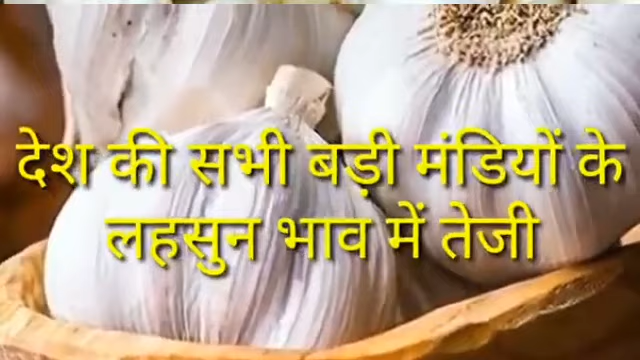 देश की सभी बड़ी मंडियों के
लहसुन भाव में तेजी